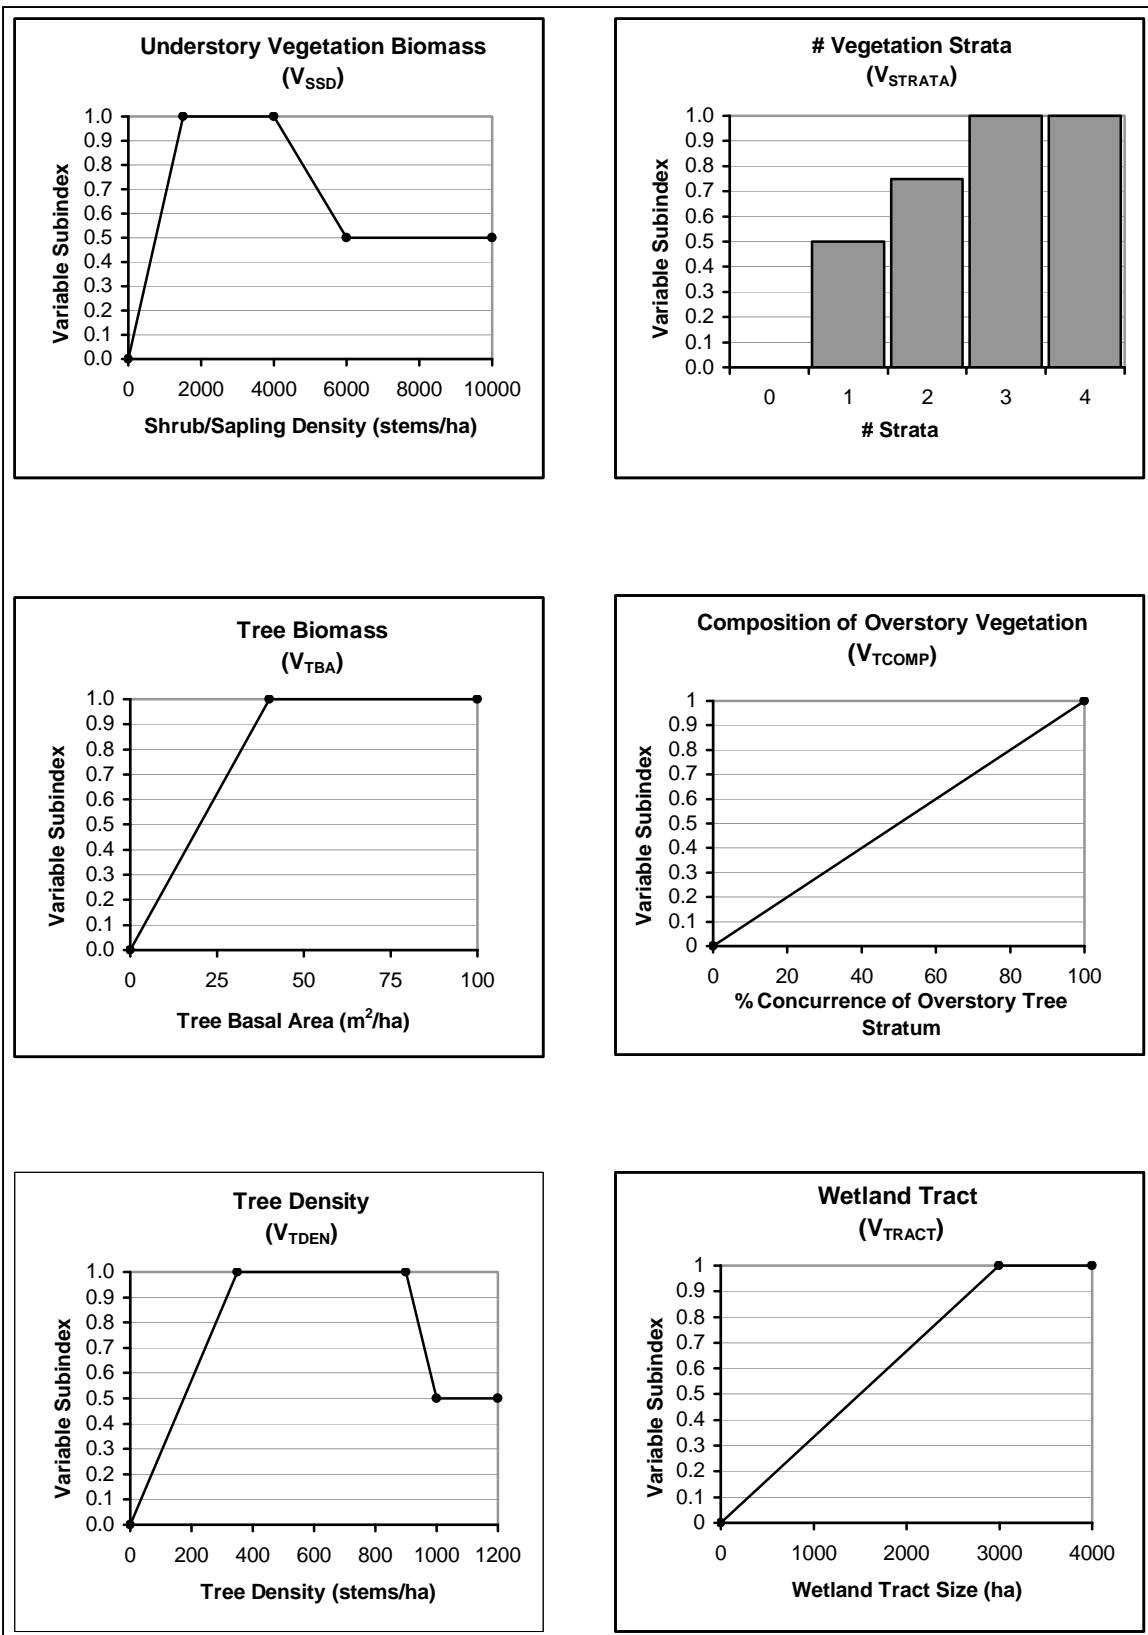 Understory Vegetation Biomass
(V_SSD)
Variable Subindex
1.0
0.9
0.8
0.7
0.6
0.5
0.4
0.3
0.2
0.1
0.0
0 2000 4000 6000 8000 10000
Shrub/Sapling Density (stems/ha)
# Vegetation Strata
(V_STRATA)
Variable Subindex
1.0
0.9
0.8
0.7
0.6
0.5
0.4
0.3
0.2
0.1
0.0
0 1 2 3 4
# Strata
Tree Biomass
(V_TBA)
Variable Subindex
1.0
0.9
0.8
0.7
0.6
0.5
0.4
0.3
0.2
0.1
0.0
0 25 50 75 100
Tree Basal Area (m²/ha)
Composition of Overstory Vegetation
(V_TCOMP)
Variable Subindex
1
0.9
0.8
0.7
0.6
0.5
0.4
0.3
0.2
0.1
0
0 20 40 60 80 100
% Concurrence of Overstory Tree
Stratum
Tree Density
(V_TDEN)
Variable Subindex
1.0
0.9
0.8
0.7
0.6
0.5
0.4
0.3
0.2
0.1
0.0
0 200 400 600 800 1000 1200
Tree Density (stems/ha)
Wetland Tract
(V_TRACT)
Variable Subindex
1
0.9
0.8
0.7
0.6
0.5
0.4
0.3
0.2
0.1
0
0 1000 2000 3000 4000
Wetland Tract Size (ha)